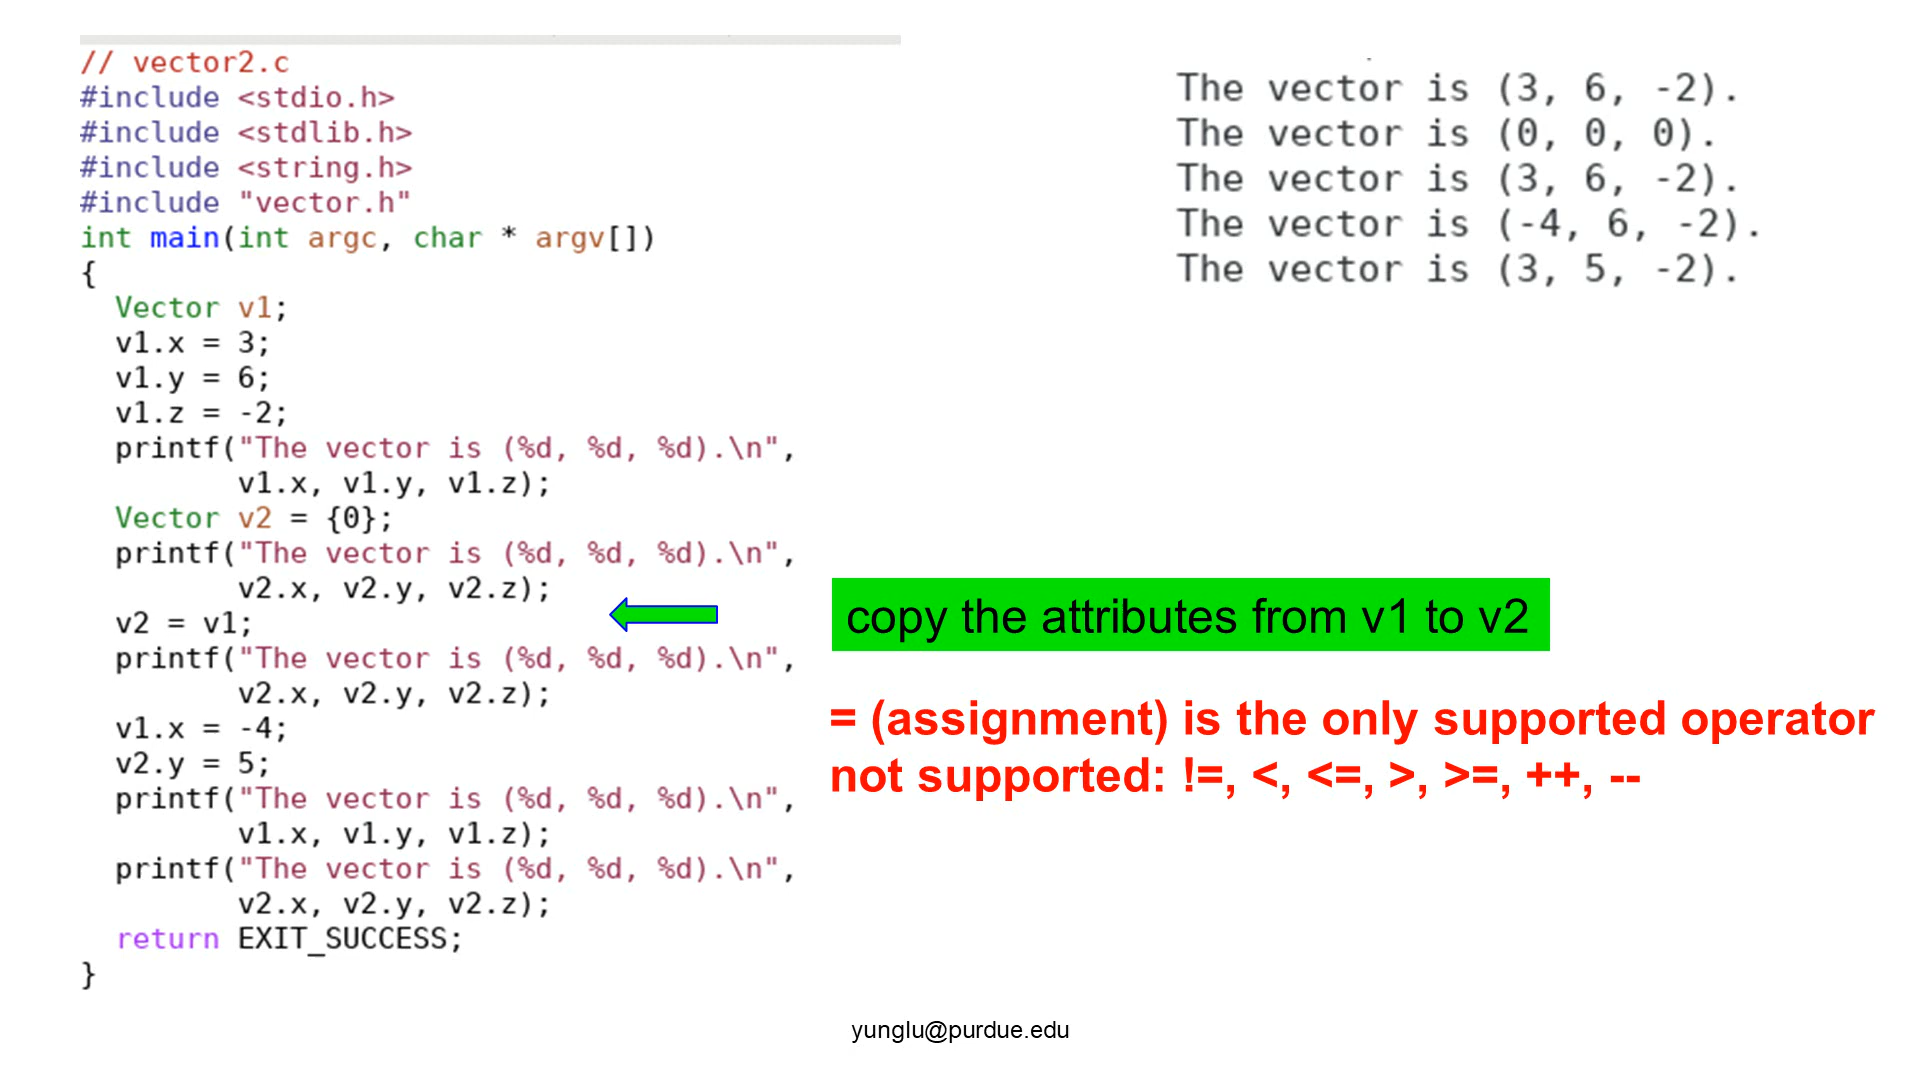 // vector2.c
#include <stdio.h>
#include <stdlib.h>
#include <string.h>
#include "vector.h"
int main(int argc, char * argv[])
{
  Vector v1;
  v1.x = 3;
  v1.y = 6;
  v1.z = -2;
  printf("The vector is (%d, %d, %d).\n",
         v1.x, v1.y, v1.z);
  Vector v2 = {0};
  printf("The vector is (%d, %d, %d).\n",
         v2.x, v2.y, v2.z);
  v2 = v1;
  printf("The vector is (%d, %d, %d).\n",
         v2.x, v2.y, v2.z);
  v1.x = -4;
  v2.y = 5;
  printf("The vector is (%d, %d, %d).\n",
         v1.x, v1.y, v1.z);
  printf("The vector is (%d, %d, %d).\n",
         v2.x, v2.y, v2.z);
  return EXIT_SUCCESS;
}
The vector is (3, 6, -2).
The vector is (0, 0, 0).
The vector is (3, 6, -2).
The vector is (-4, 6, -2).
The vector is (3, 5, -2).
copy the attributes from v1 to v2
= (assignment) is the only supported operator
not supported: !=, <, <=, >, >=, ++, --
yunglu@purdue.edu